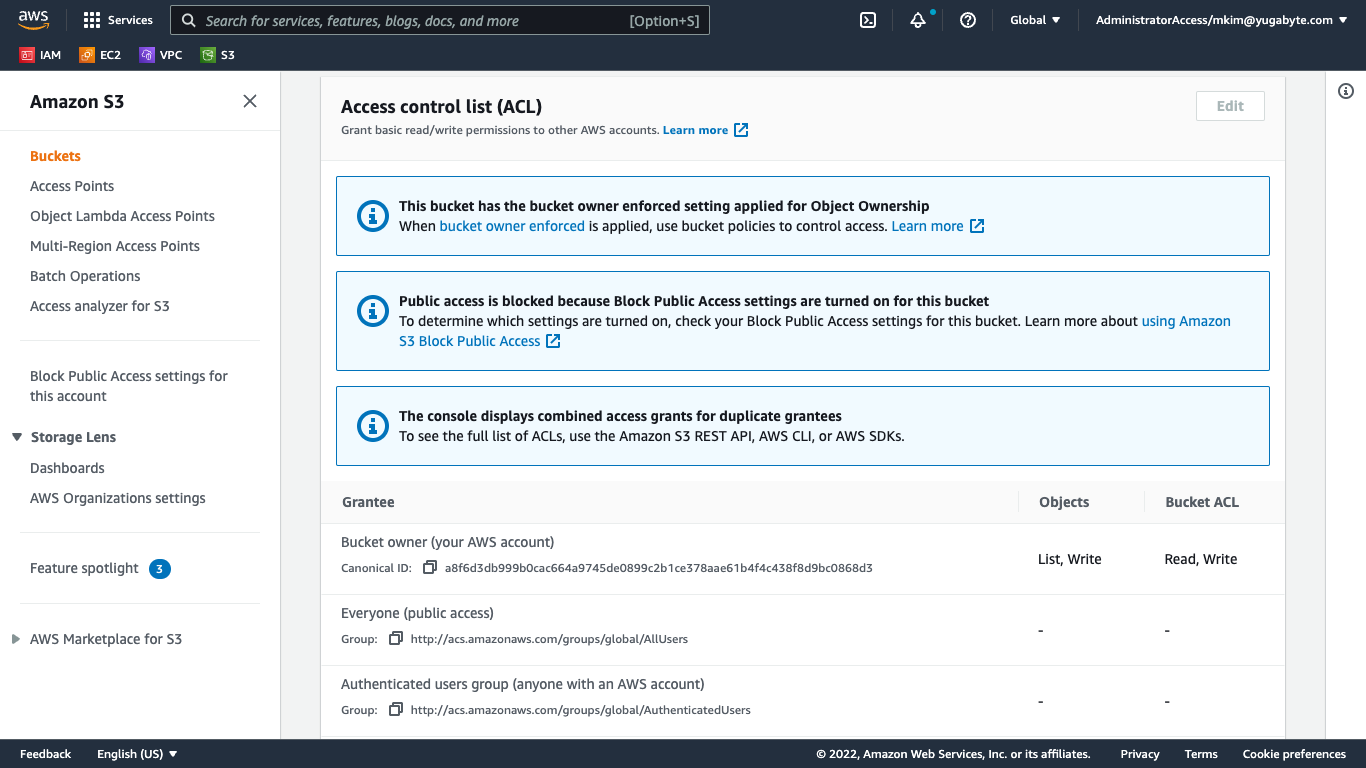 aws
Services
Search for services, features, blogs, docs, and more [Option+S]
Global
AdministratorAccess/mkim@yugabyte.com
IAM EC2 VPC S3
Amazon S3
Buckets
Access Points
Object Lambda Access Points
Multi-Region Access Points
Batch Operations
Access analyzer for S3
Block Public Access settings for
this account
Storage Lens
Dashboards
AWS Organizations settings
Feature spotlight 3
AWS Marketplace for S3
Access control list (ACL)
Edit
Grant basic read/write permissions to other AWS accounts. Learn more
This bucket has the bucket owner enforced setting applied for Object Ownership
When bucket owner enforced is applied, use bucket policies to control access. Learn more
Public access is blocked because Block Public Access settings are turned on for this bucket
To determine which settings are turned on, check your Block Public Access settings for this bucket. Learn more about using Amazon
S3 Block Public Access
The console displays combined access grants for duplicate grantees
To see the full list of ACLs, use the Amazon S3 REST API, AWS CLI, or AWS SDKs.
Grantee Objects Bucket ACL
Bucket owner (your AWS account)
Canonical ID: a8f6d3db999b0cac664a9745de0899c2b1ce378aae61b4f4c438f8d9bc0868d3
List, Write Read, Write
Everyone (public access)
Group: http://acs.amazonaws.com/groups/global/AllUsers
- -
Authenticated users group (anyone with an AWS account)
Group: http://acs.amazonaws.com/groups/global/AuthenticatedUsers
- -
Feedback English (US) © 2022, Amazon Web Services, Inc. or its affiliates. Privacy Terms Cookie preferences